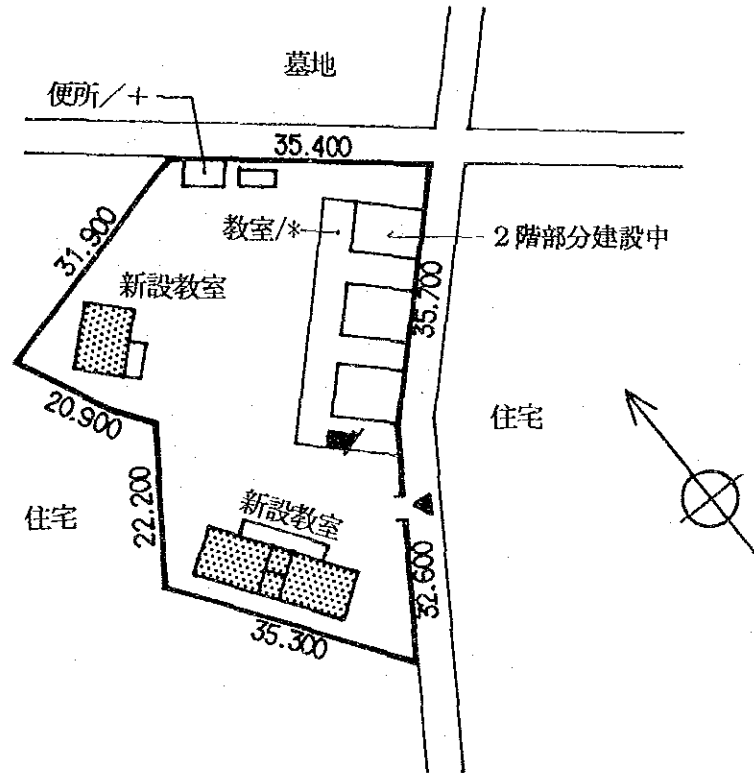 墓地
便所/+
35.400
教室/*
2階部分建設中
31.900
新設教室
35.700
20.900
住宅
住宅
22.200
新設教室
32.600
35.300